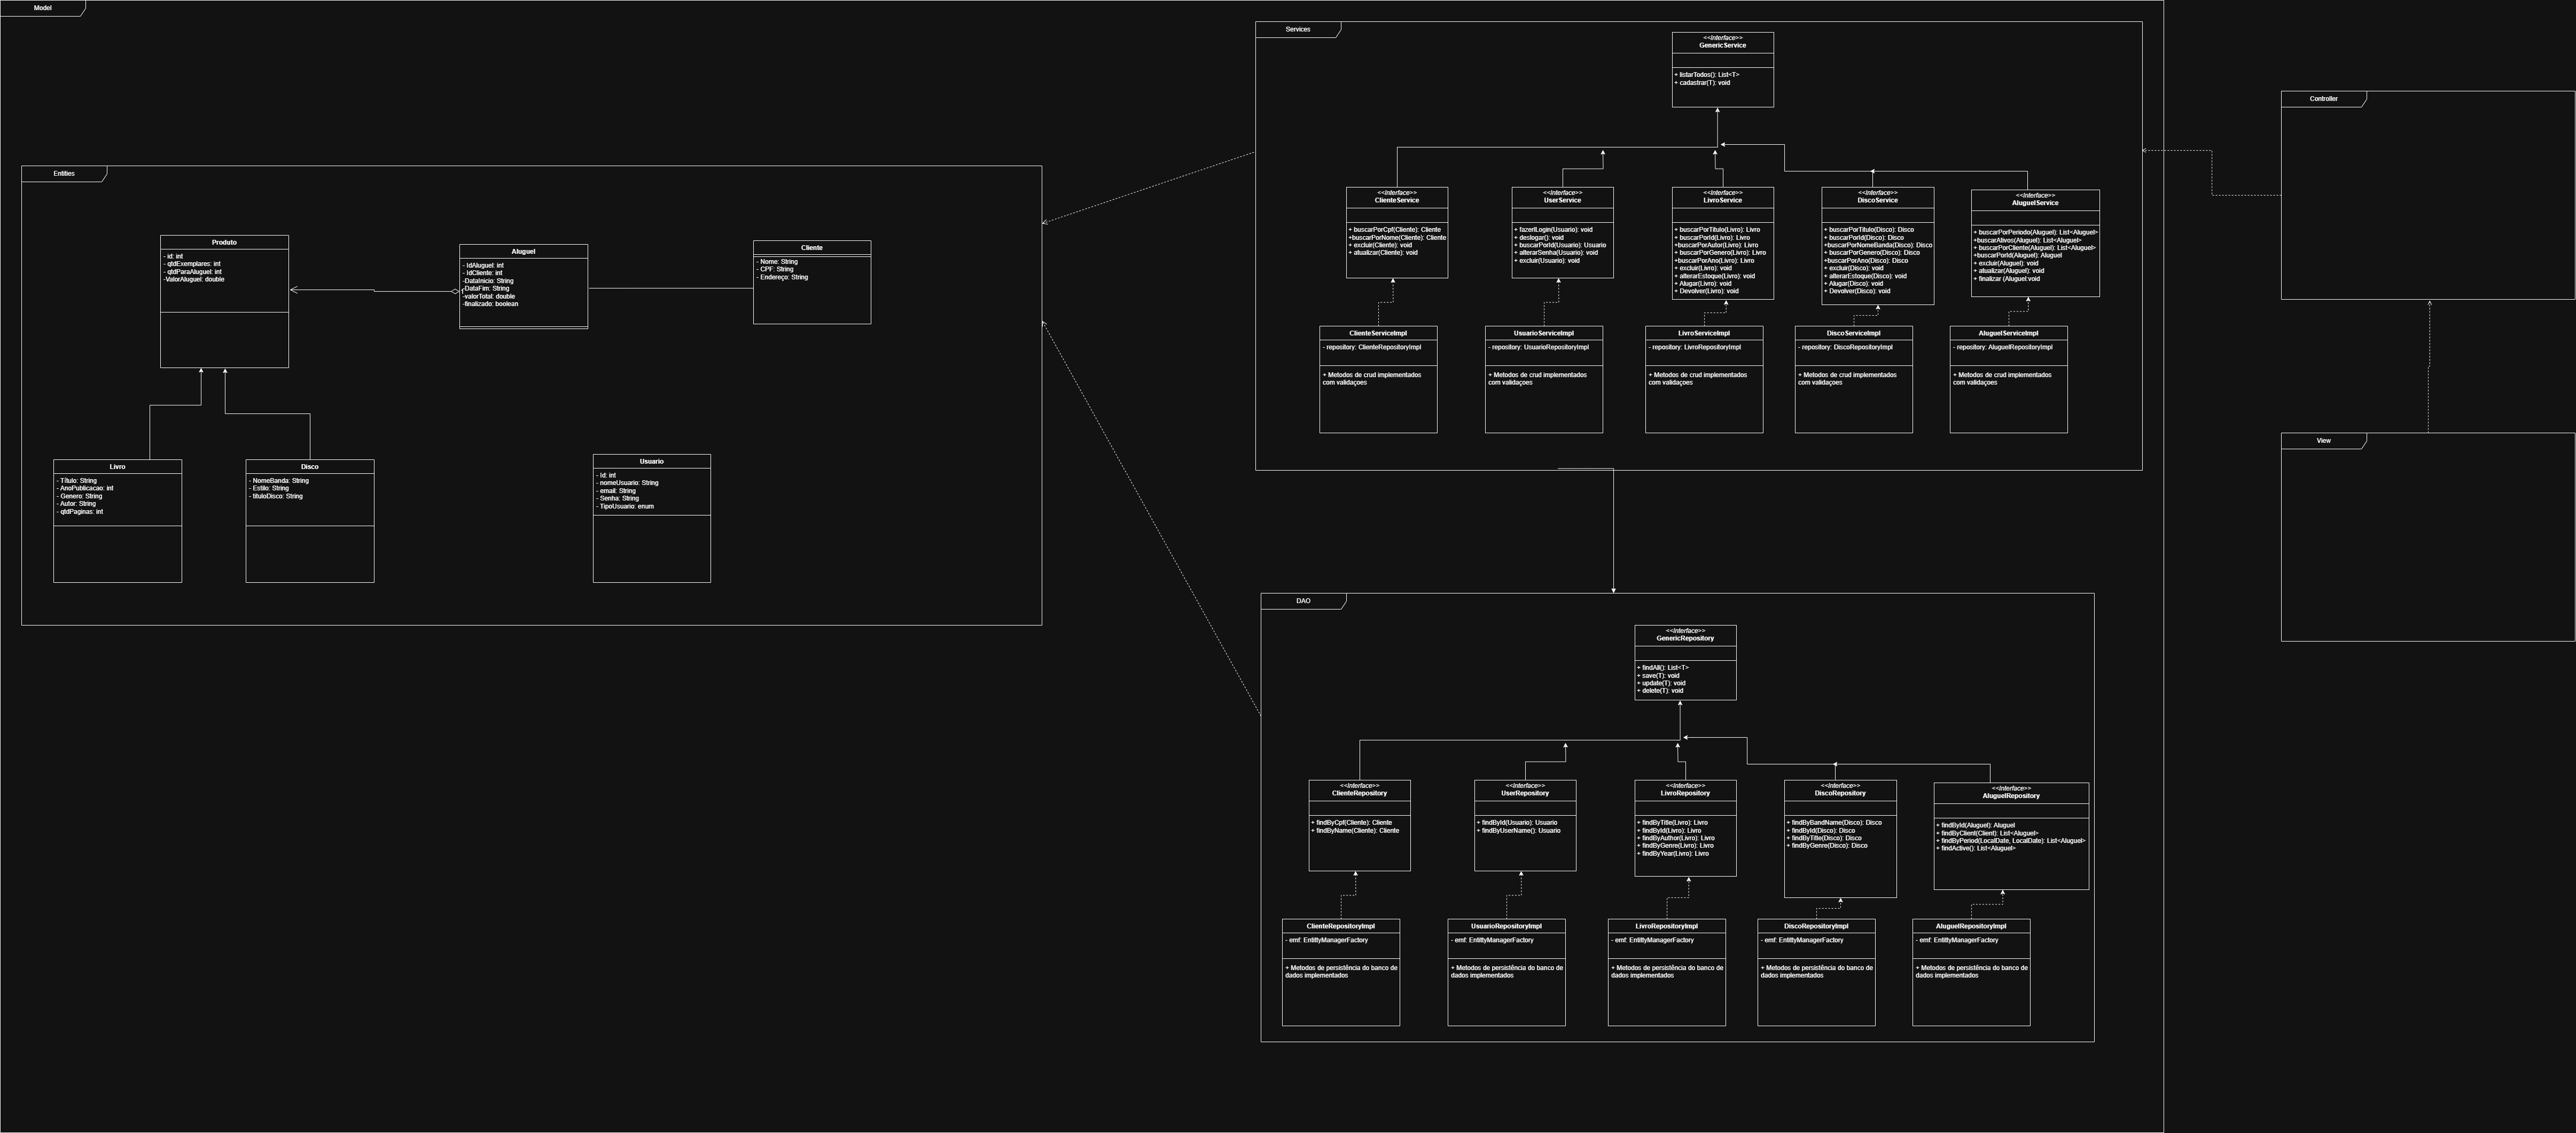 Model
Services
<<Interface>>
GenericService
+ listarTodos(): List<T>
+ cadastrar(T): void
Controller
Entities
<<Interface>>
ClienteService
+ buscarPorCpf(Cliente): Cliente
+buscarPorNome(Cliente): Cliente
+ excluir(Cliente): void
+ atualizar(Cliente): void
<<Interface>>
UserService
+ fazerlLogin(Usuario): void
+ deslogar(): void
+ buscarPorId(Usuario): Usuario
+ alterarSenha(Usuario): void
+ excluir(Usuario): void
<<Interface>>
LivroService
+ buscarPorTitulo(Livro): Livro
+ buscarPorId(Livro): Livro
+buscarPorAutor(Livro): Livro
+ buscarPorGenero(Livro): Livro
+buscarPorAno(Livro): Livro
+ excluir(Livro): void
+ alterarEstoque(Livro): void
+ Alugar(Livro): void
+ Devolver(Livro): void
<<Interface>>
DiscoService
+ buscarPorTitulo(Disco): Disco
+ buscarPorId(Disco): Disco
+buscarPorNomeBanda(Disco): Disco
+ buscarPorGenero(Disco): Disco
+buscarPorAno(Disco): Disco
+ excluir(Disco): void
+ alterarEstoque(Disco): void
+ Alugar(Disco): void
+ Devolver(Disco): void
<<Interface>>
AluguelService
+ buscarPorPeriodo(Aluguel): List<Aluguel>
+buscarAtivos(Aluguel): List<Aluguel>
+ buscarPorCliente(Aluguel): List<Aluguel>
+buscarPorId(Aluguel): Aluguel
+ excluir(Aluguel): void
+ atualizar(Aluguel): void
+ finalizar (Aluguel:void
Produto
- id: int
- qtdExemplares: int
- qtdParaAluguel: int
-ValorAluguel: double
Aluguel
- IdAluguel: int
- IdCliente: int
-DataInicio: String
-DataFim: String
-valorTotal: double
-finalizado: boolean
Cliente
- Nome: String
- CPF: String
- Endereço: String
ClienteServiceImpl
- repository: ClienteRepositoryImpl
+ Metodos de crud implementados
com validaçoes
UsuarioServiceImpl
- repository: UsuarioRepositoryImpl
+ Metodos de crud implementados
com validaçoes
LivroServiceImpl
- repository: LivroRepositoryImpl
+ Metodos de crud implementados
com validaçoes
DiscoServiceImpl
- repository: DiscoRepositoryImpl
+ Metodos de crud implementados
com validaçoes
AluguelServiceImpl
- repository: AluguelRepositoryImpl
+ Metodos de crud implementados
com validaçoes
View
Livro
- Título: String
- AnoPublicacao: int
- Genero: String
- Autor: String
- qtdPaginas: int
Disco
- NomeBanda: String
- Estilo: String
- tituloDisco: String
Usuario
- Id: int
- nomeUsuario: String
- email: String
- Senha: String
- TipoUsuario: enum
DAO
<<Interface>>
GenericRepository
+ findAll(): List<T>
+ save(T): void
+ update(T): void
+ delete(T): void
<<Interface>>
ClienteRepository
+ findByCpf(Cliente): Cliente
+ findByName(Cliente): Cliente
<<Interface>>
UserRepository
+ findById(Usuario): Usuario
+ findByUserName(): Usuario
<<Interface>>
LivroRepository
+ findByTitle(Livro): Livro
+ findById(Livro): Livro
+ findByAuthor(Livro): Livro
+ findByGenre(Livro): Livro
+ findByYear(Livro): Livro
<<Interface>>
DiscoRepository
+ findByBandName(Disco): Disco
+ findById(Disco): Disco
+ findByTitle(Disco): Disco
+ findByGenre(Disco): Disco
<<Interface>>
AluguelRepository
+ findById(Aluguel): Aluguel
+ findByClient(Client): List<Aluguel>
+ findByPeriod(LocalDate, LocalDate): List<Aluguel>
+ findActive(): List<Aluguel>
ClienteRepositoryImpl
- emf: EntittyManagerFactory
+ Metodos de persistência do banco de
dados implementados
UsuarioRepositoryImpl
- emf: EntittyManagerFactory
+ Metodos de persistência do banco de
dados implementados
LivroRepositoryImpl
- emf: EntittyManagerFactory
+ Metodos de persistência do banco de
dados implementados
DiscoRepositoryImpl
- emf: EntittyManagerFactory
+ Metodos de persistência do banco de
dados implementados
AluguelRepositoryImpl
- emf: EntittyManagerFactory
+ Metodos de persistência do banco de
dados implementados